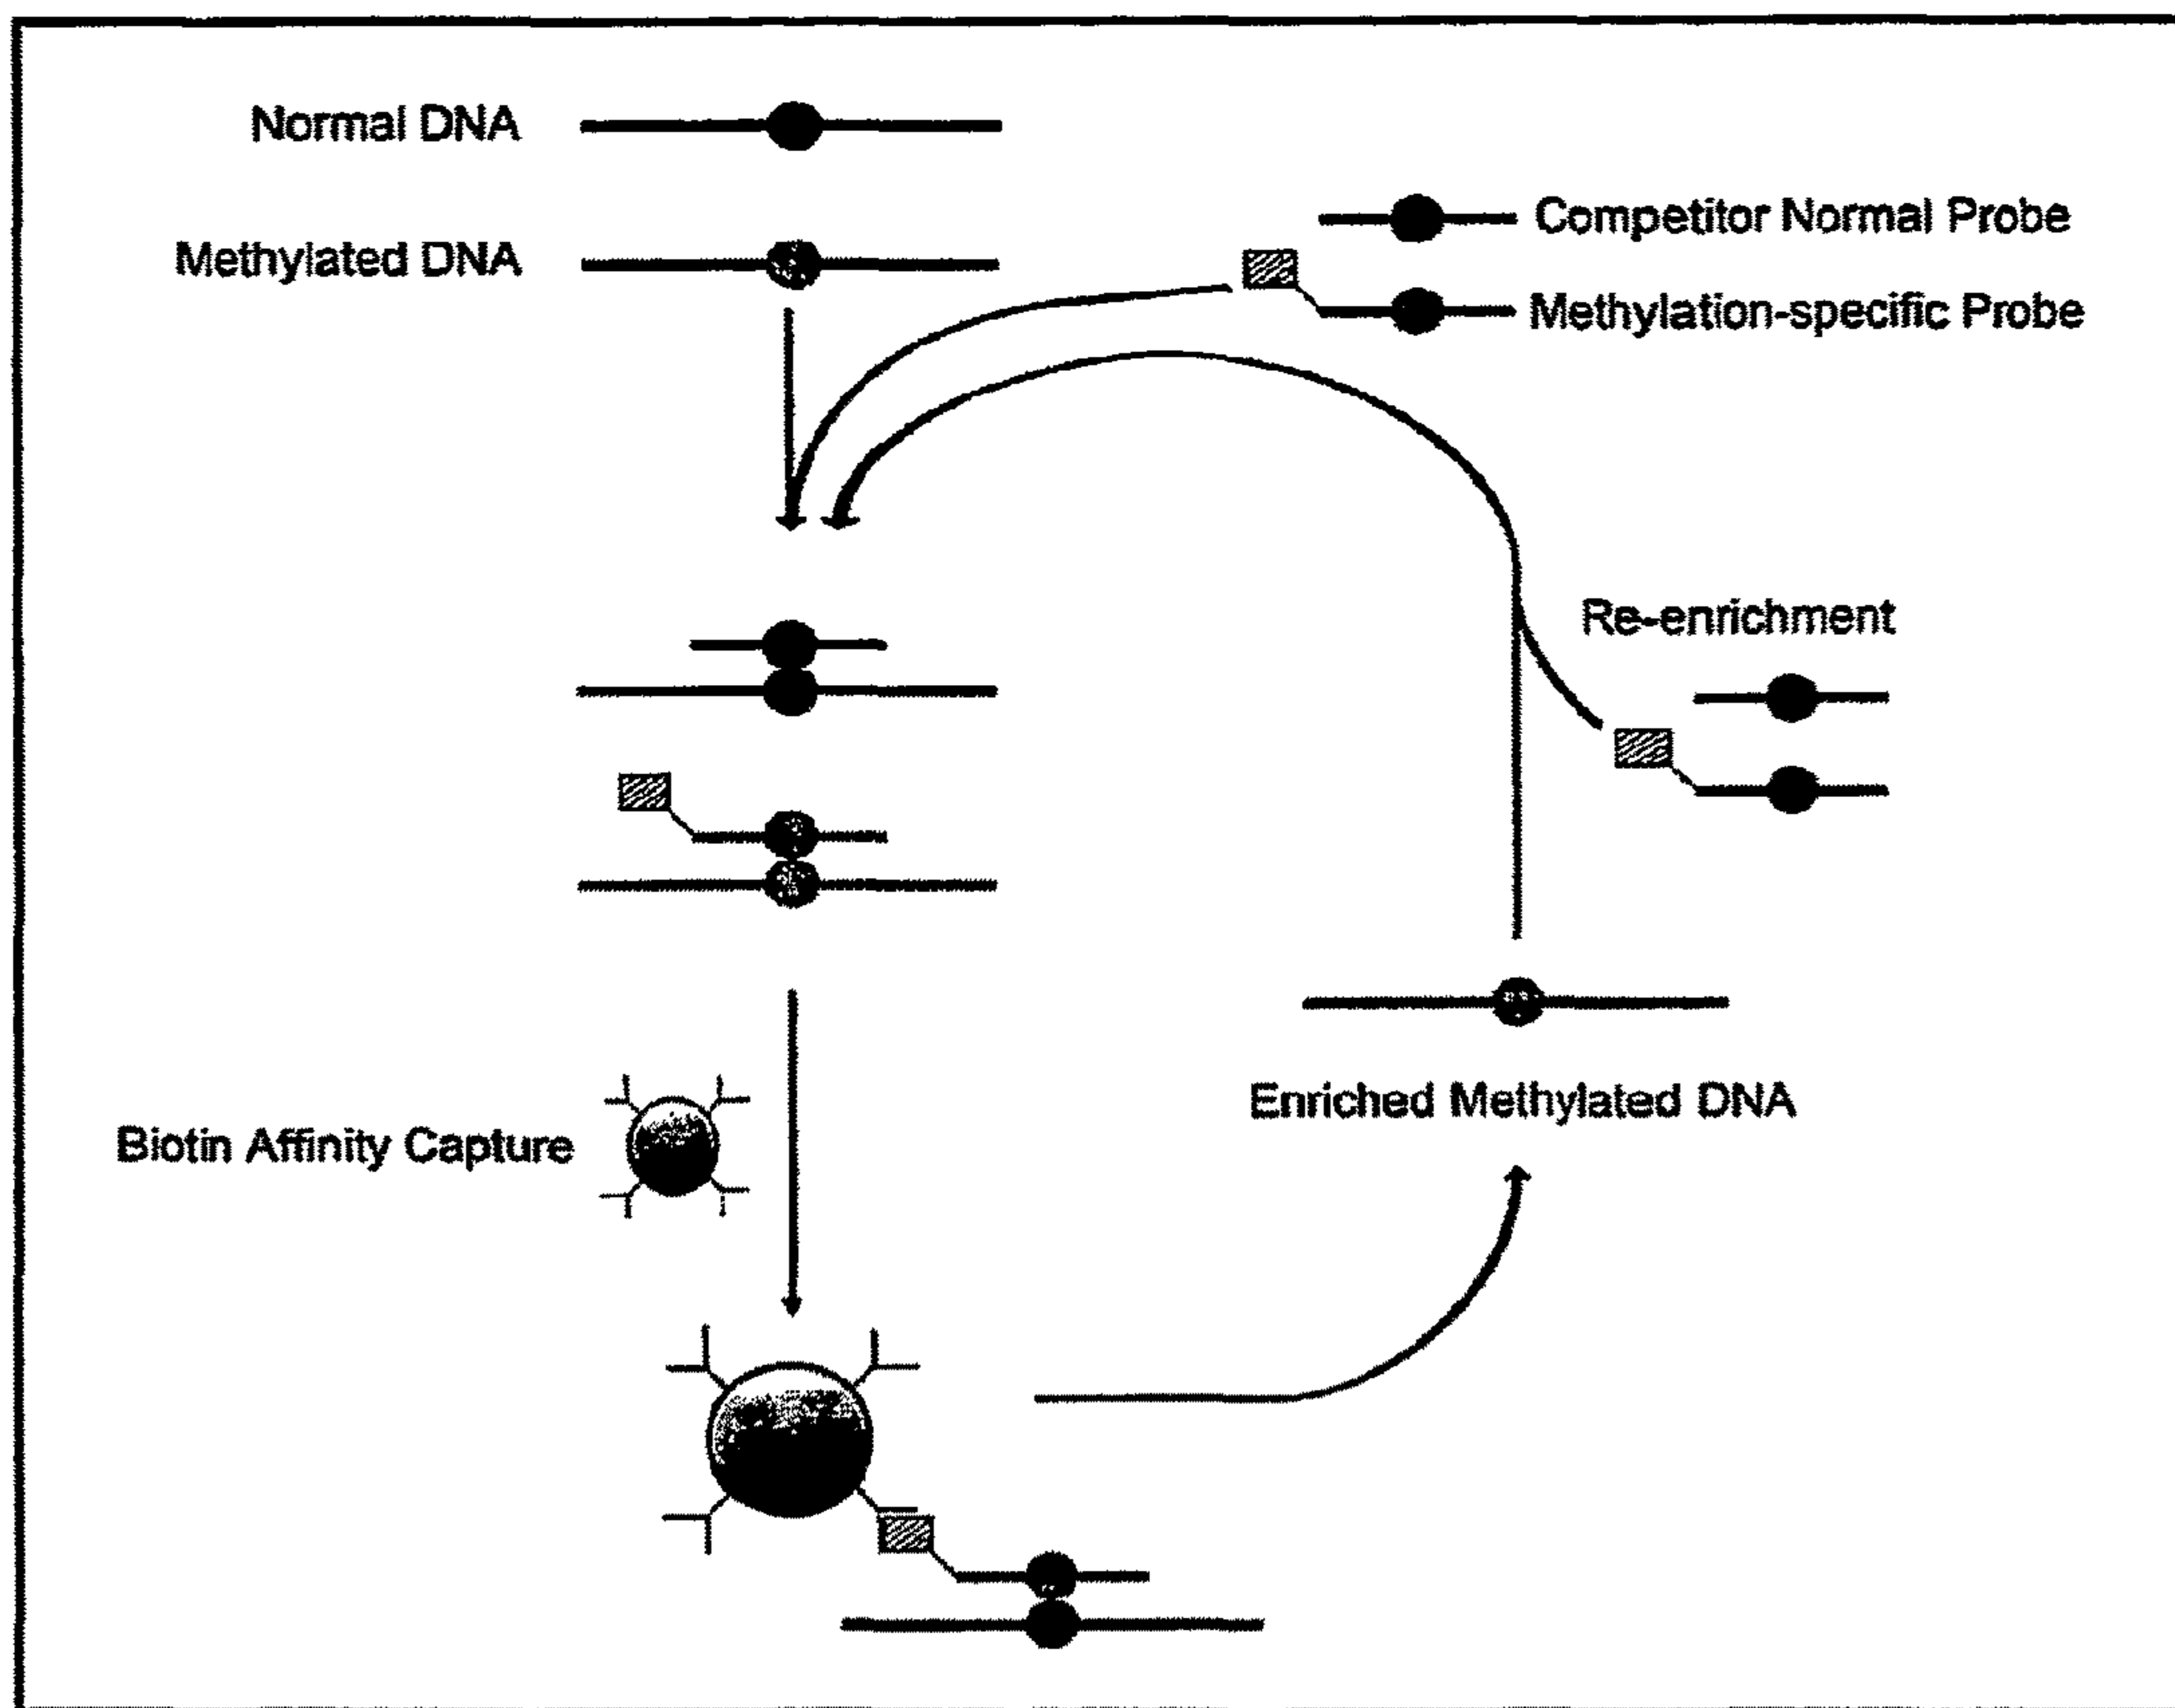 Normal DNA
Competitor Normal Probe
Methylated DNA
Methylation-specific Probe
Re-enrichment
Enriched Methylated DNA
Biotin Affinity Capture